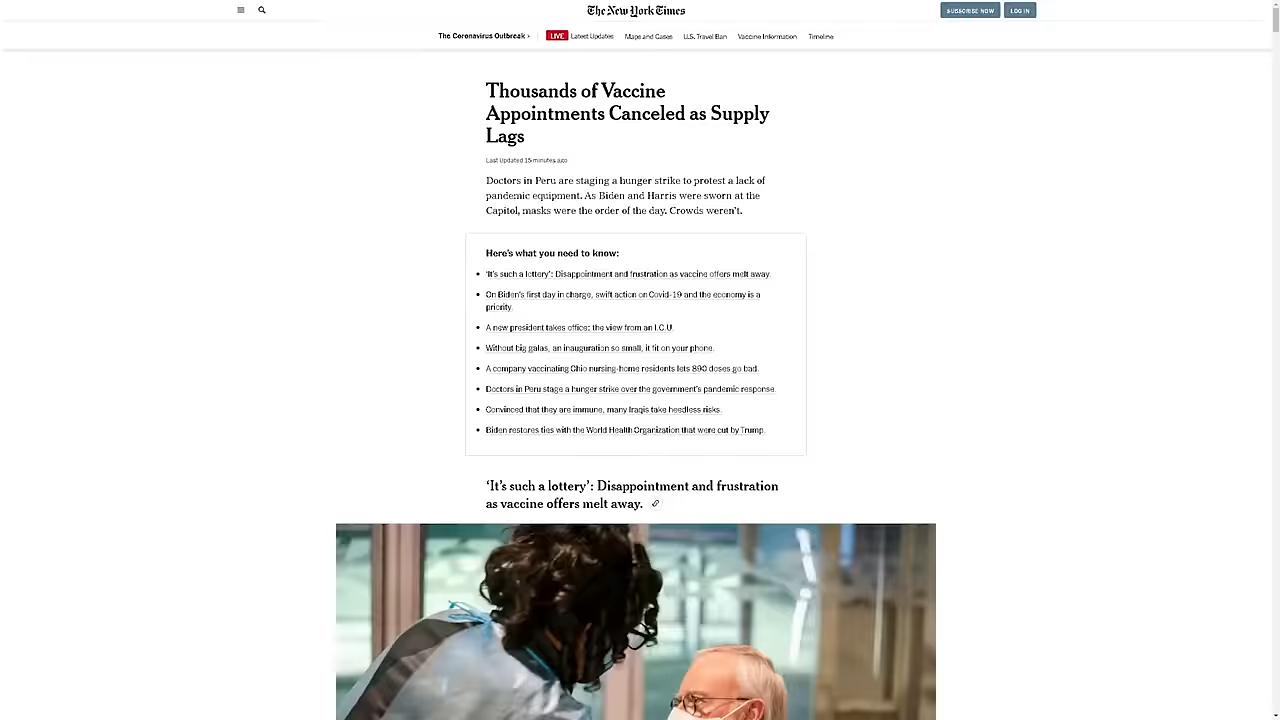 The New York Times
SUBSCRIBE NOW
LOG IN
The Coronavirus Outbreak ›
LIVE Latest Updates
Maps and Cases
U.S. Travel Ban
Vaccine Information
Timeline
Thousands of Vaccine
Appointments Canceled as Supply
Lags
Last Updated 15 minutes ago
Doctors in Peru are staging a hunger strike to protest a lack of
pandemic equipment. As Biden and Harris were sworn at the
Capitol, masks were the order of the day. Crowds weren’t.
Here’s what you need to know:
‘It’s such a lottery’: Disappointment and frustration as vaccine offers melt away.
On Biden’s first day in charge, swift action on Covid-19 and the economy is a
priority.
A new president takes office: the view from an I.C.U.
Without big galas, an inauguration so small, it fit on your phone.
A company vaccinating Ohio nursing-home residents lets 890 doses go bad.
Doctors in Peru stage a hunger strike over the government’s pandemic response.
Convinced that they are immune, many Iraqis take heedless risks.
Biden restores ties with the World Health Organization that were cut by Trump.
‘It’s such a lottery’: Disappointment and frustration
as vaccine offers melt away.